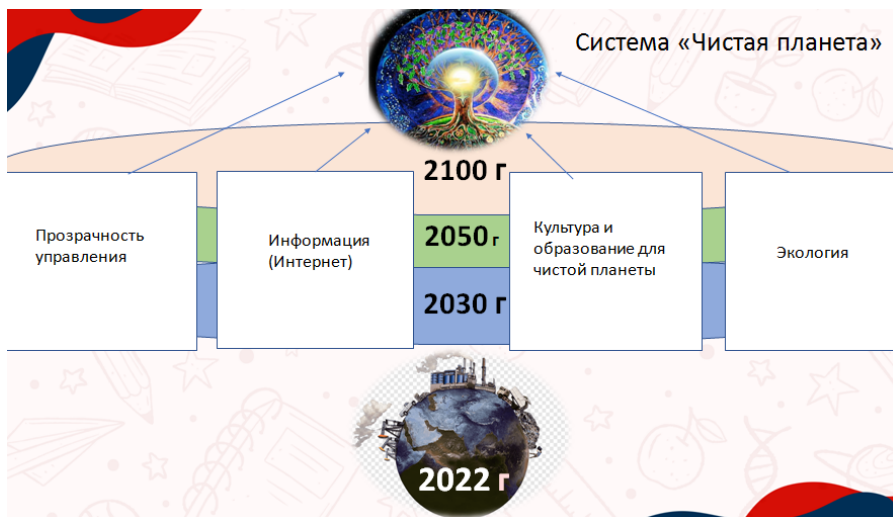 Система «Чистая планета»
2100 г
Прозрачность
управления
Информация
(Интернет)
2050 г
2030 г
Культура и
образование для
чистой планеты
Экология
2022 г